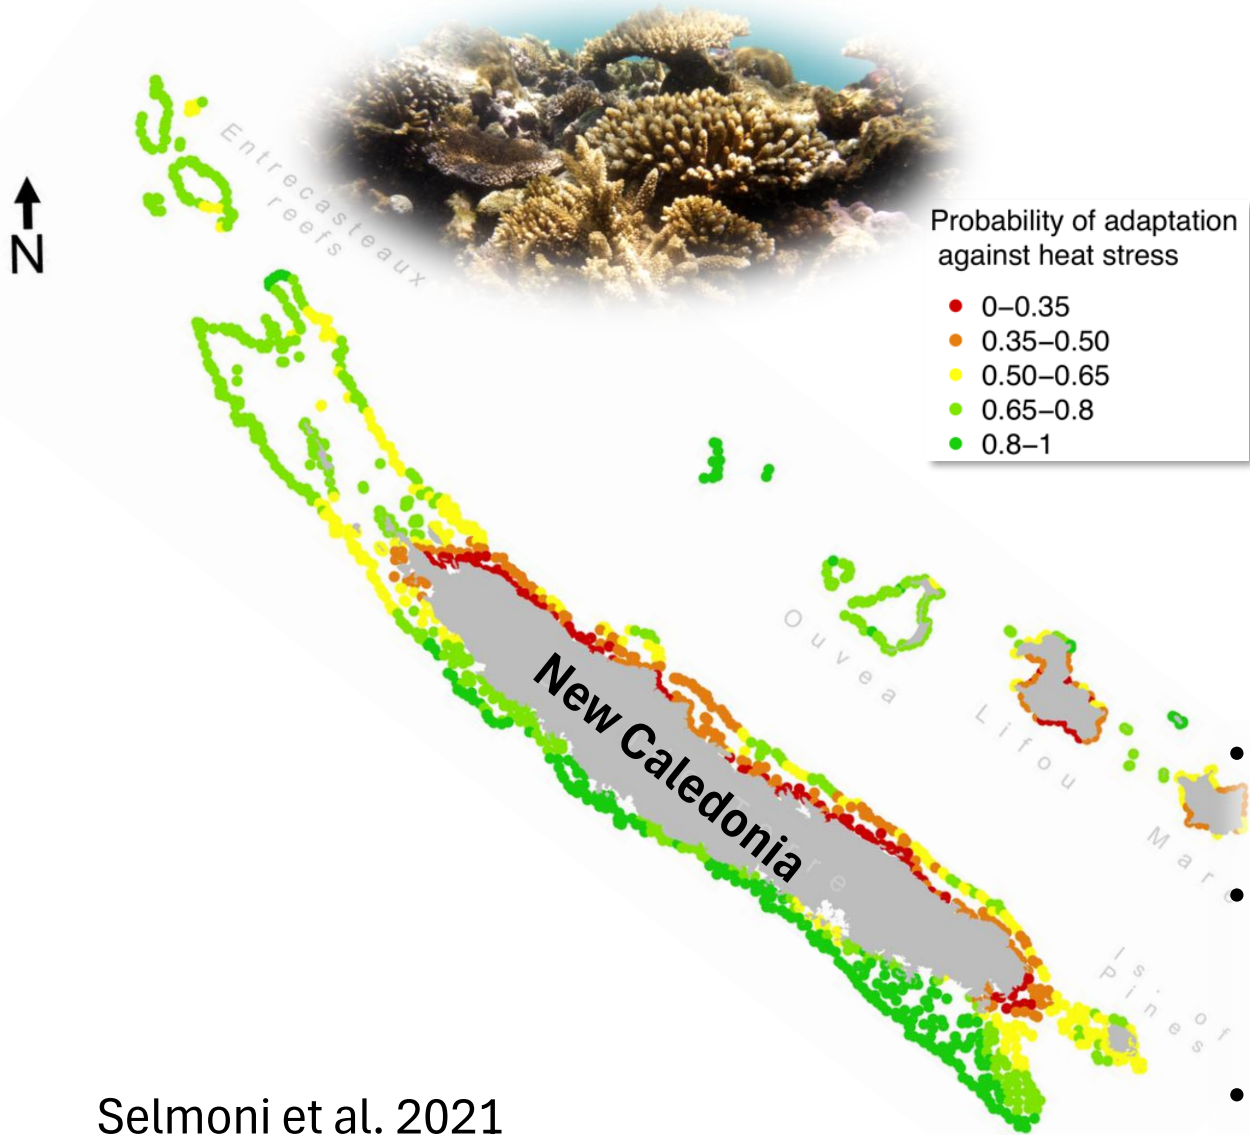 Entrecasteaux
reefs
N
Probability of adaptation
against heat stress
0–0.35
0.35–0.50
0.50–0.65
0.65–0.8
0.8–1
Ouvea
Lifou
New Caledonia
Mare
Is. of
Pines
Selmoni et al. 2021